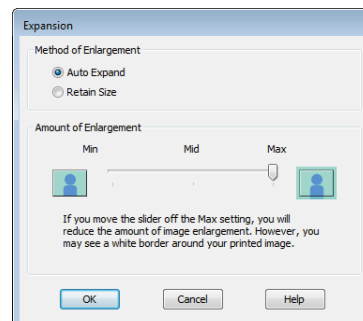 Expansion
Method of Enlargement
Auto Expand
Retain Size
Amount of Enlargement
Min Mid Max
If you move the slider off the Max setting, you will
reduce the amount of image enlargement. However, you
may see a white border around your printed image.
OK Cancel Help